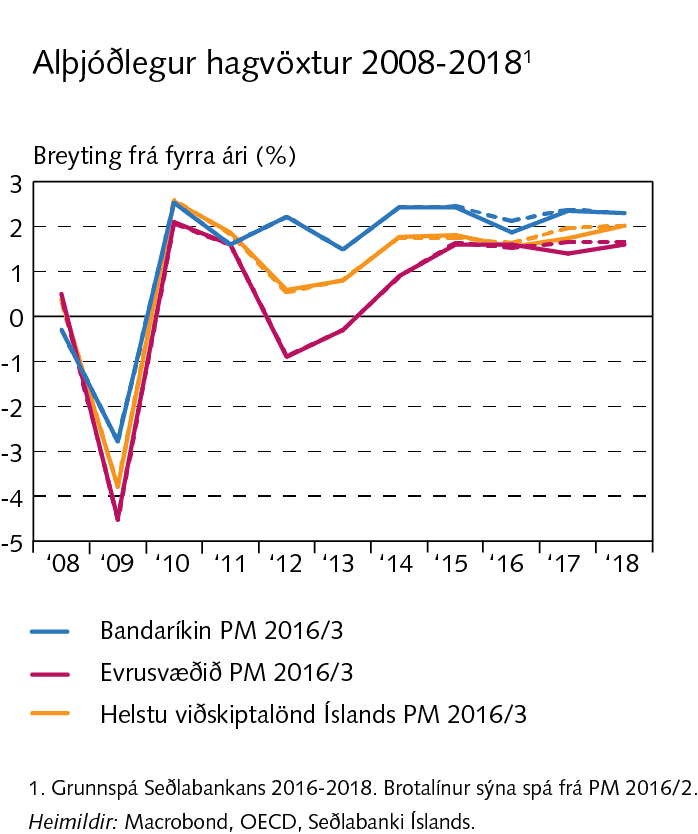 Alþjóðlegur hagvöxtur 2008-2018¹
Breyting frá fyrra ári (%)
3
2
1
0
-1
-2
-3
-4
-5
‘08 ‘09 ‘10 ‘11 ‘12 ‘13 ‘14 ‘15 ‘16 ‘17 ‘18
Bandaríkin PM 2016/3
Evrusvæðið PM 2016/3
Helstu viðskiptalönd Íslands PM 2016/3
1. Grunnspá Seðlabankans 2016-2018. Brotalínur sýna spá frá PM 2016/2.
Heimildir: Macrobond, OECD, Seðlabanki Íslands.